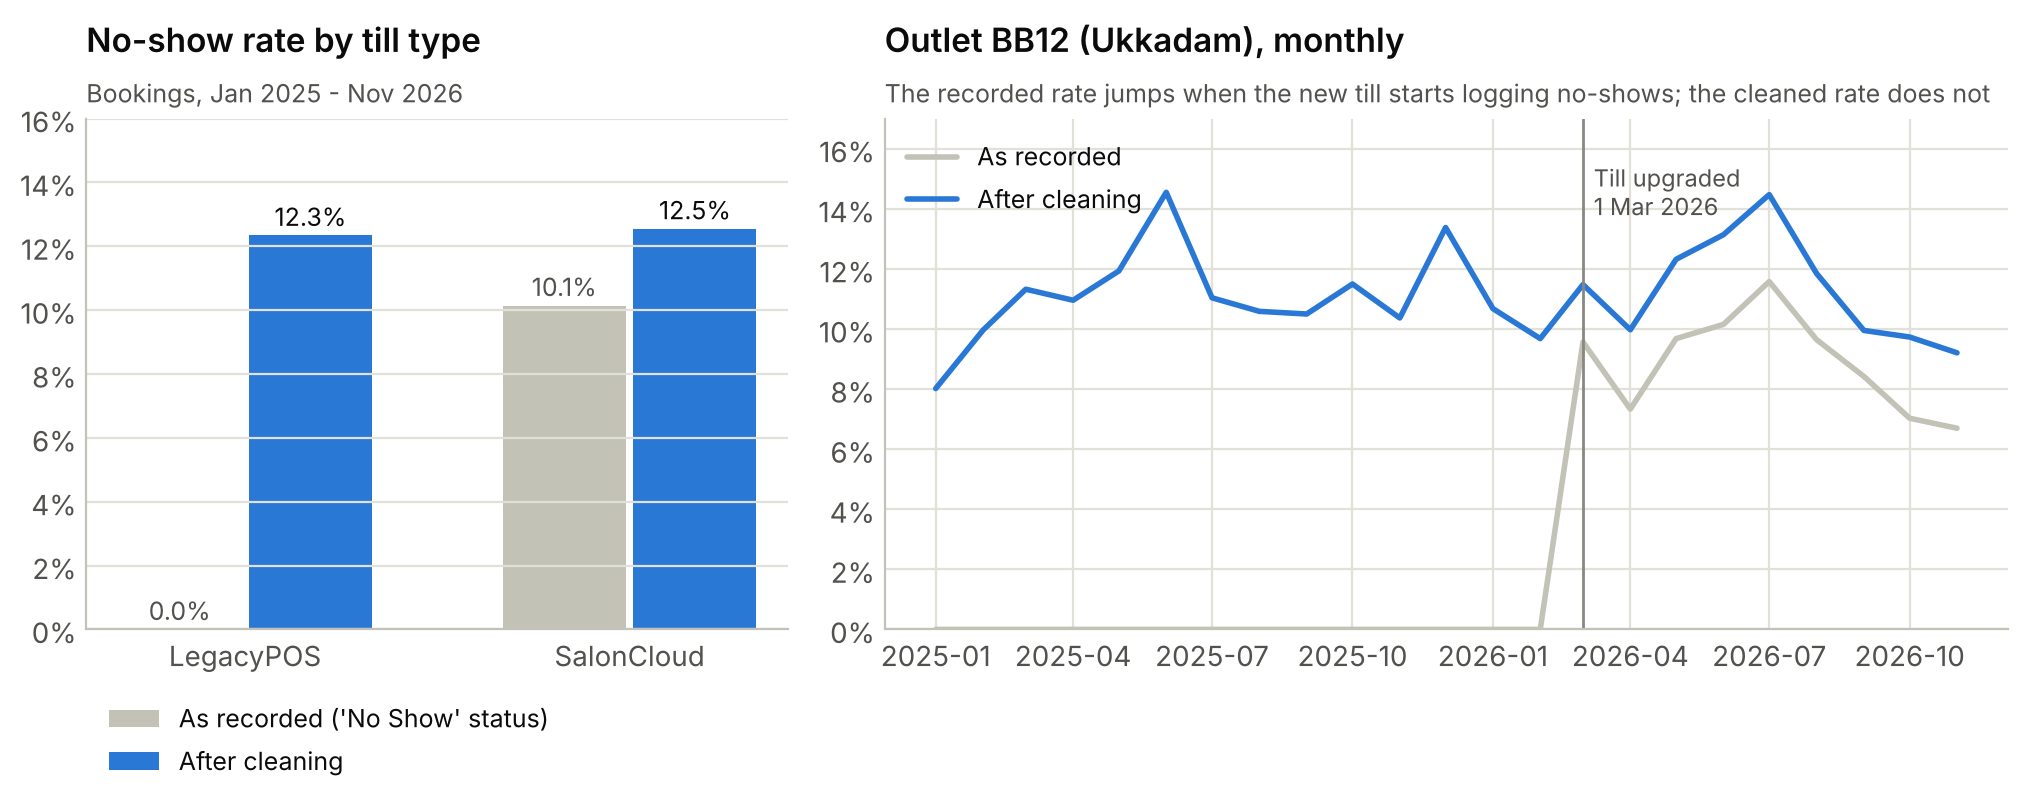 No-show rate by till type
Bookings, Jan 2025 - Nov 2026
16%
14%
12%
10%
8%
6%
4%
2%
0%
12.3%
12.5%
10.1%
0.0%
LegacyPOS
SalonCloud
As recorded ('No Show' status)
After cleaning
Outlet BB12 (Ukkadam), monthly
The recorded rate jumps when the new till starts logging no-shows; the cleaned rate does not
16%
14%
12%
10%
8%
6%
4%
2%
0%
As recorded
After cleaning
Till upgraded
1 Mar 2026
2025-01
2025-04
2025-07
2025-10
2026-01
2026-04
2026-07
2026-10